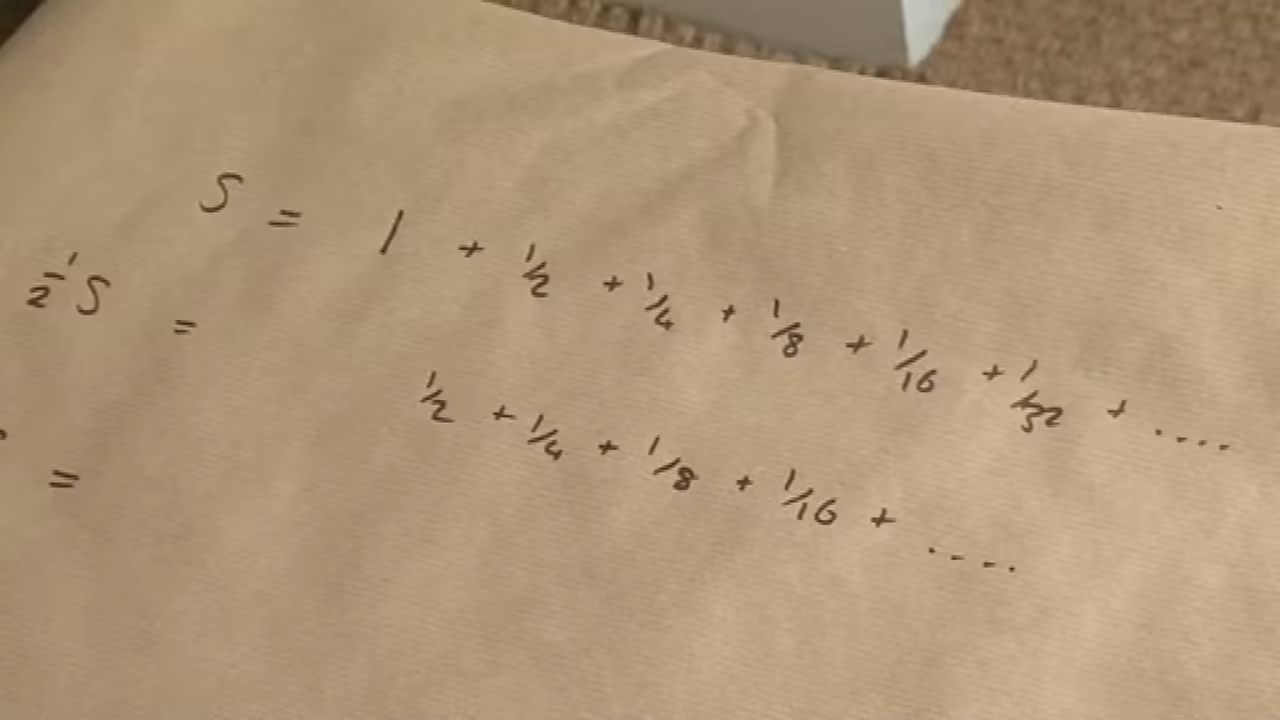 S = 1 + 1/2 + 1/4 + 1/8 + 1/16 + 1/32 + ....
1/2 S = 1/2 + 1/4 + 1/8 + 1/16 + ....
=